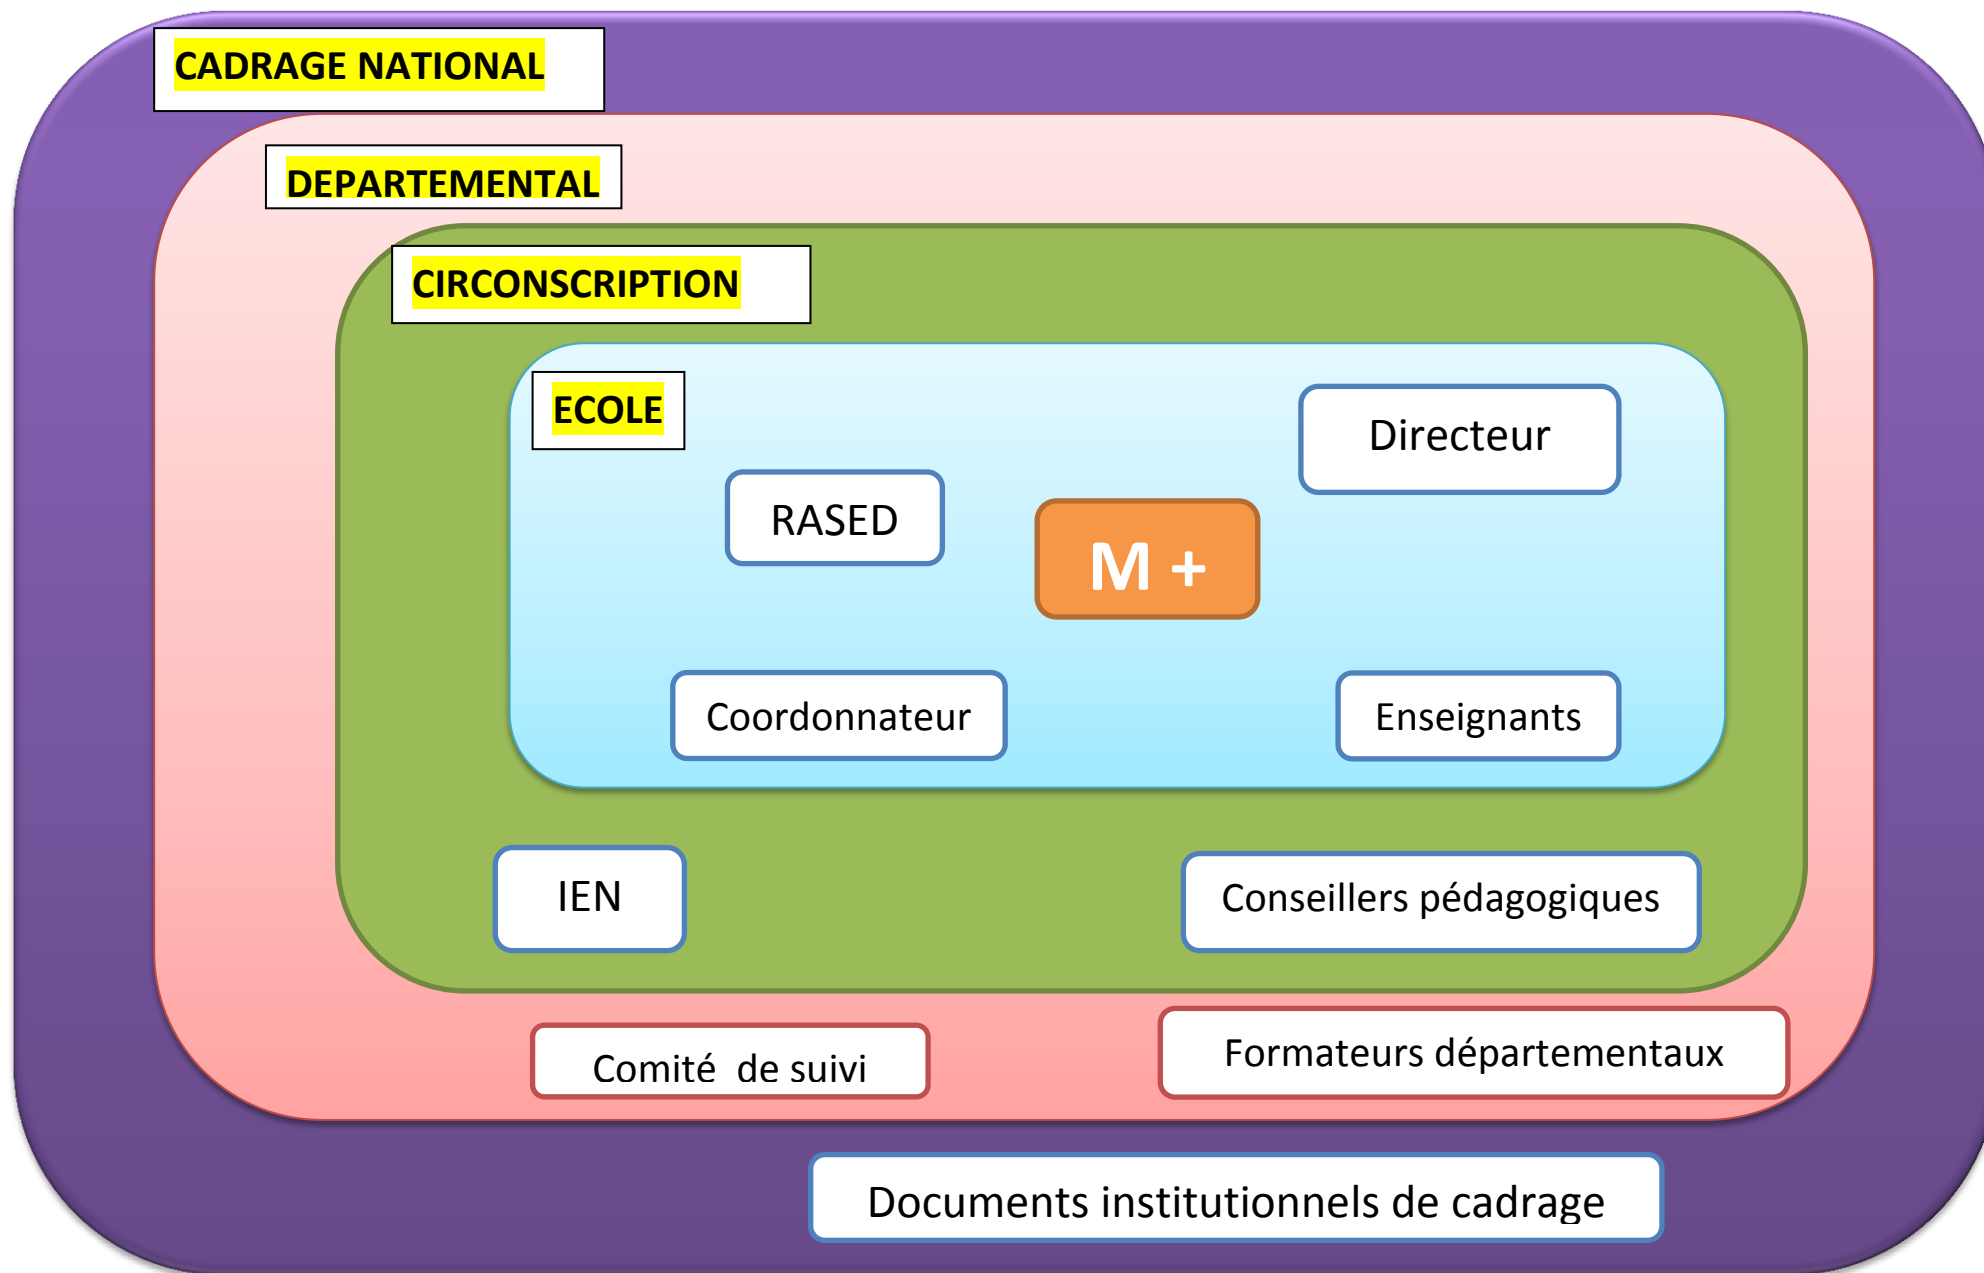 CADRAGE NATIONAL
DEPARTEMENTAL
CIRCONSCRIPTION
ECOLE
Directeur
RASED
M +
Coordonnateur
Enseignants
IEN
Conseillers pédagogiques
Comité de suivi
Formateurs départementaux
Documents institutionnels de cadrage